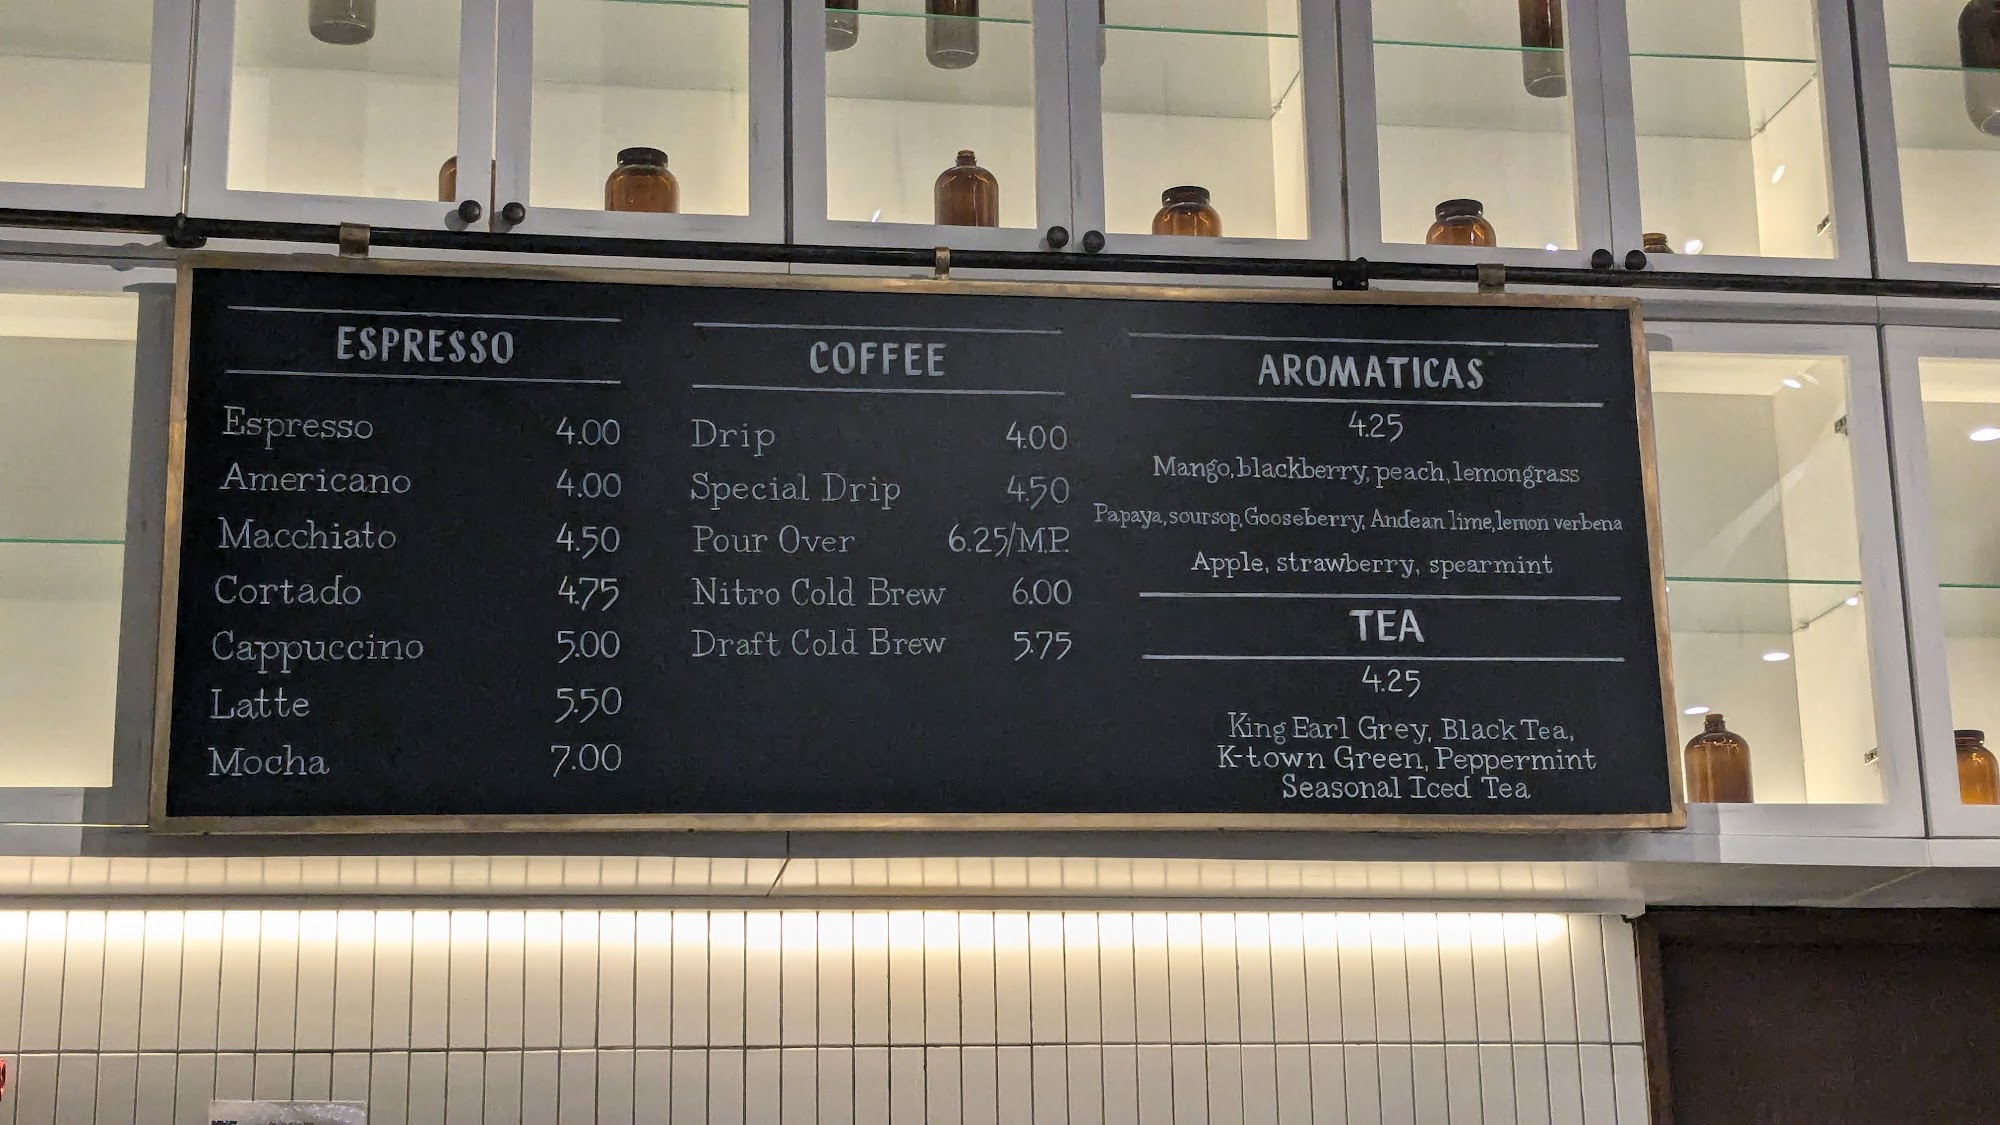 ESPRESSO
Espresso 4.00
Americano 4.00
Macchiato 4.50
Cortado 4.75
Cappuccino 5.00
Latte 5.50
Mocha 7.00
COFFEE
Drip 4.00
Special Drip 4.50
Pour Over 6.25/M.P.
Nitro Cold Brew 6.00
Draft Cold Brew 5.75
AROMATICAS
4.25
Mango, blackberry, peach, lemongrass
Papaya, soursop, Gooseberry, Andean lime, lemon verbena
Apple, strawberry, spearmint
TEA
4.25
King Earl Grey, Black Tea,
K-town Green, Peppermint
Seasonal Iced Tea